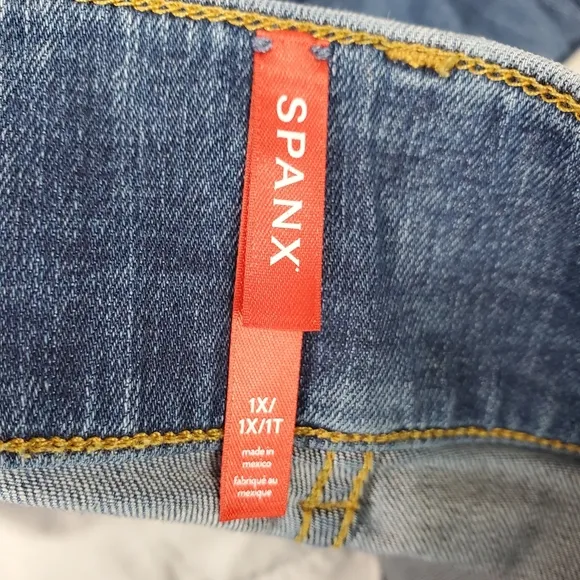 SPANX
1X/
1X/1T
made in
mexico
fabriqué au
mexique